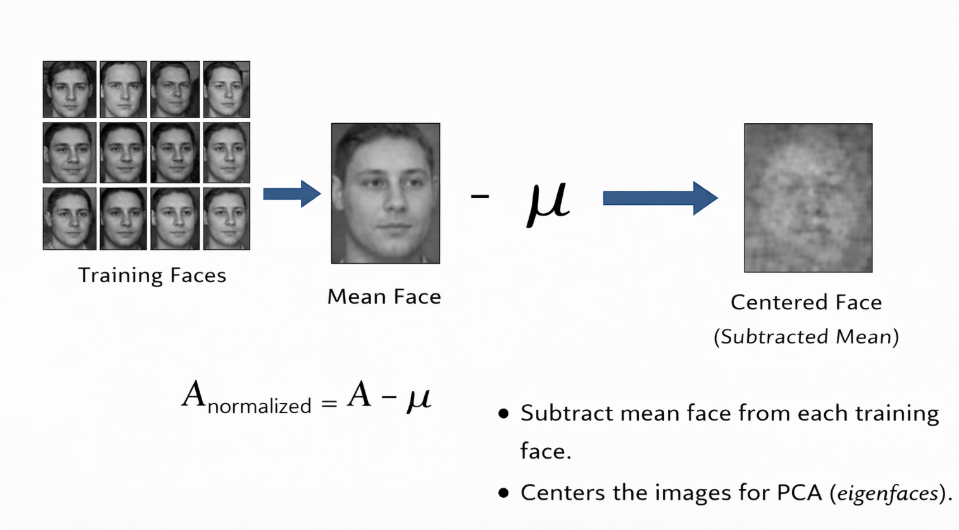 Training Faces
Mean Face
− μ
Centered Face
(Subtracted Mean)
A normalized = A − μ
• Subtract mean face from each training
face.
• Centers the images for PCA (eigenfaces).